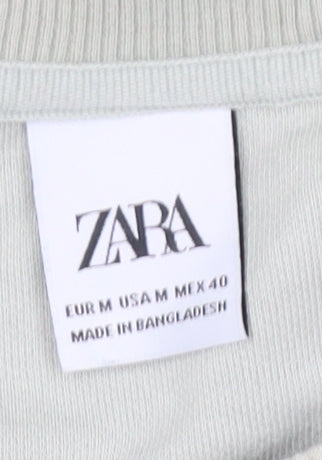 ZARA
EUR M USA M MEX 40
MADE IN BANGLADESH